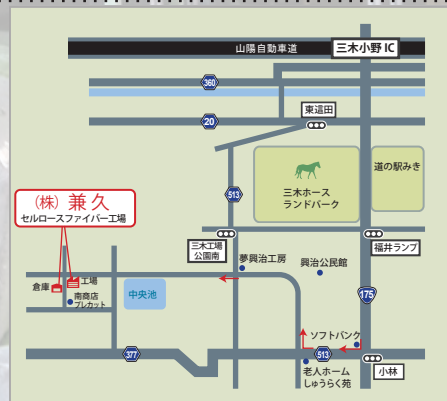 山陽自動車道
三木小野 IC
360
20
東這田
513
三木ホース
ランドパーク
道の駅みき
(株) 兼久
セルロースファイバー工場
三木工場
公園南
福井ランプ
夢興治工房
興治公民館
倉庫
工場
南商店
プレカット
中央池
175
ソフトバンク
377
513
小林
老人ホーム
しゅうらく苑